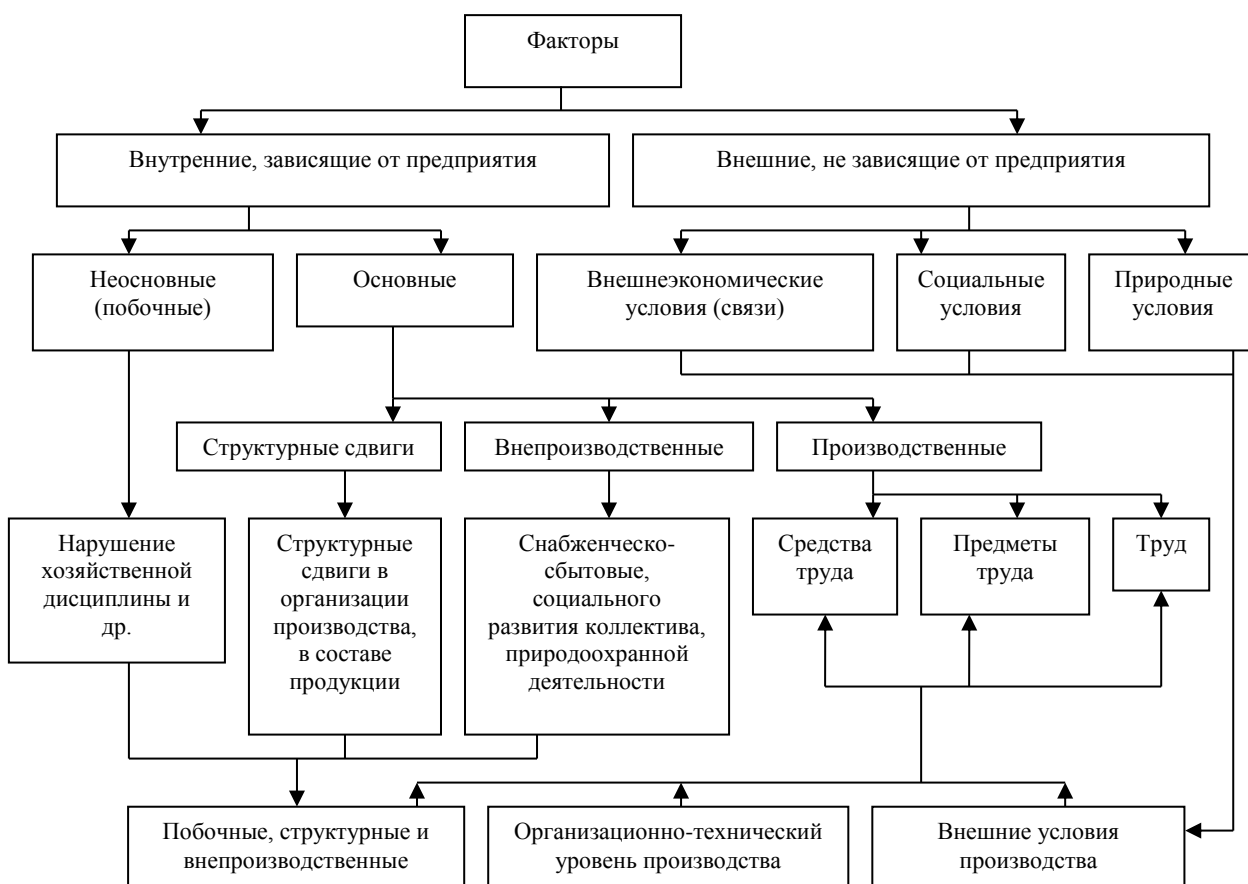 Факторы
Внутренние, зависящие от предприятия
Внешние, не зависящие от предприятия
Неосновные
(побочные)
Основные
Внешнеэкономические
условия (связи)
Социальные
условия
Природные
условия
Структурные сдвиги
Внепроизводственные
Производственные
Нарушение
хозяйственной
дисциплины и
др.
Структурные
сдвиги в
организации
производства,
в составе
продукции
Снабженческо-
сбытовые,
социального
развития коллектива,
природоохранной
деятельности
Средства
труда
Предметы
труда
Труд
Побочные, структурные и
внепроизводственные
Организационно-технический
уровень производства
Внешние условия
производства